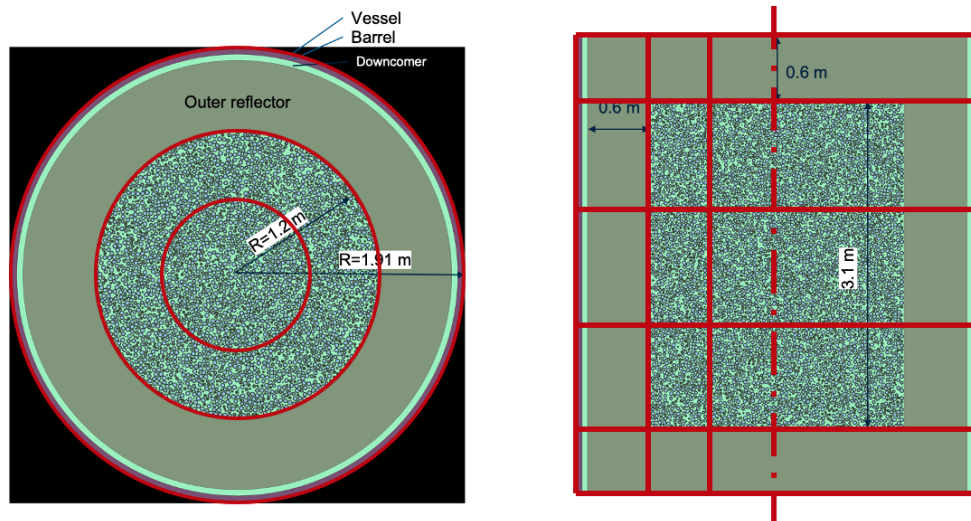 Vessel
Barrel
Downcomer
Outer reflector
R=1.2 m
R=1.91 m
0.6 m
0.6 m
3.1 m